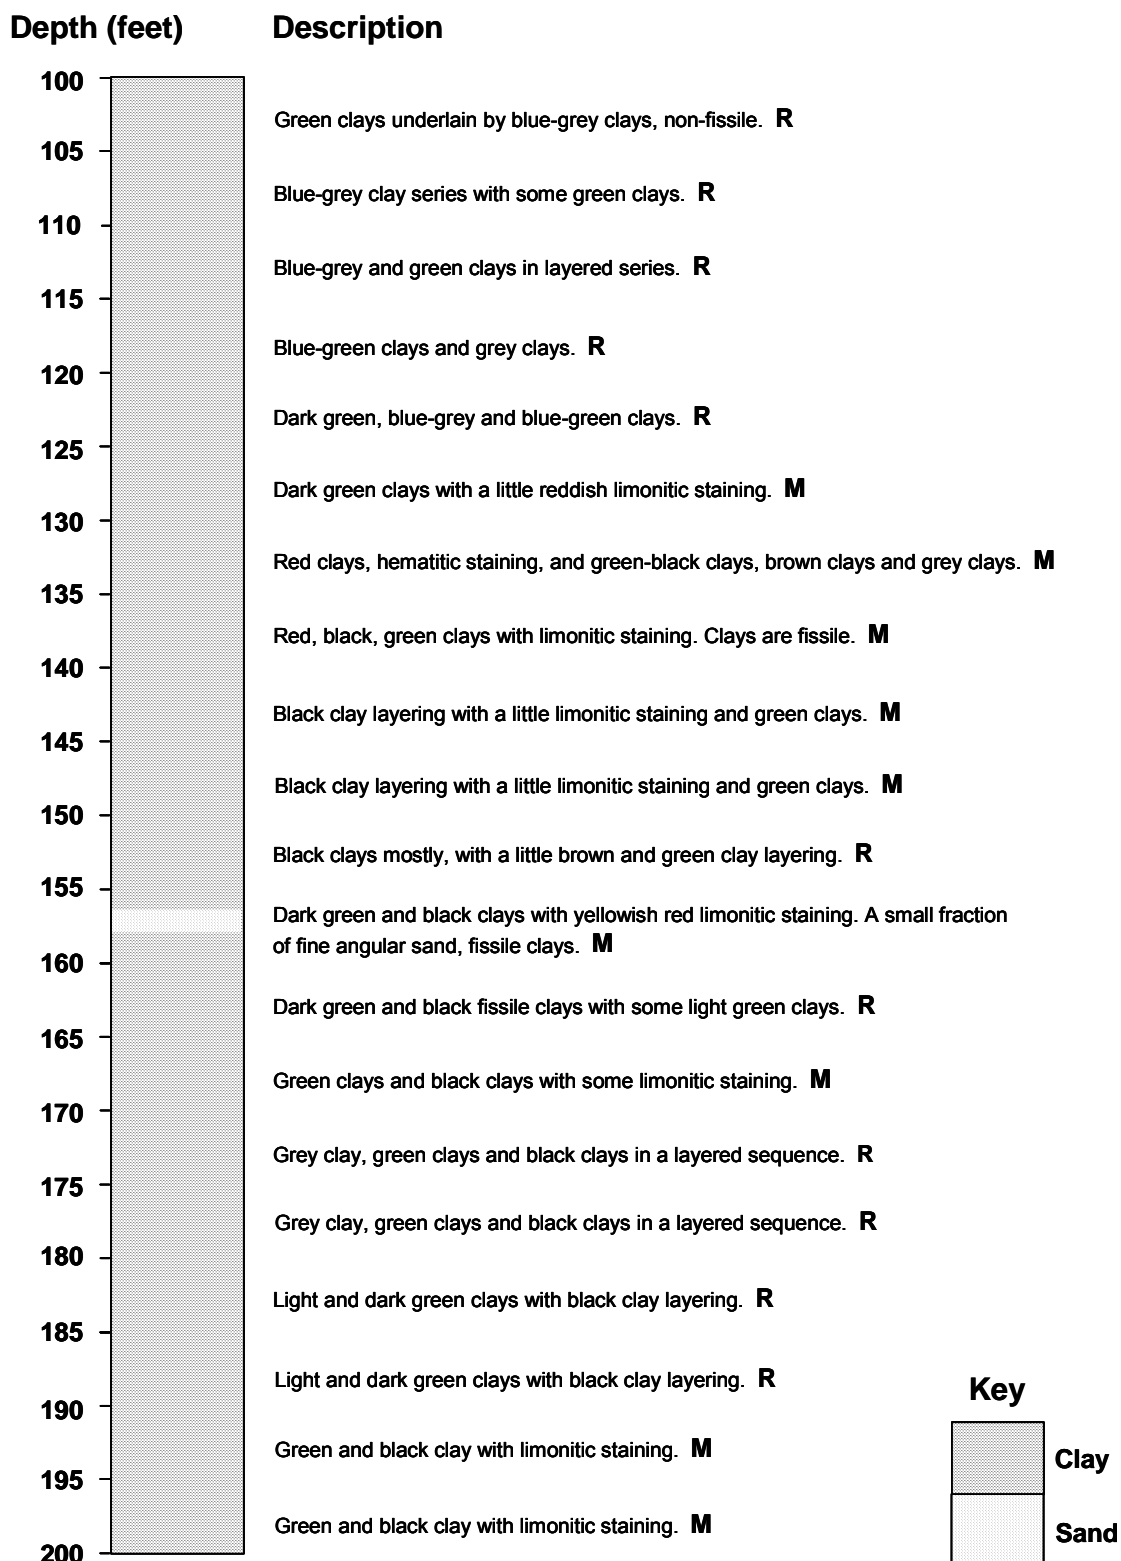 Depth (feet) Description
100
Green clays underlain by blue-grey clays, non-fissile. R
105
Blue-grey clay series with some green clays. R
110
Blue-grey and green clays in layered series. R
115
Blue-green clays and grey clays. R
120
Dark green, blue-grey and blue-green clays. R
125
Dark green clays with a little reddish limonitic staining. M
130
Red clays, hematitic staining, and green-black clays, brown clays and grey clays. M
135
Red, black, green clays with limonitic staining. Clays are fissile. M
140
Black clay layering with a little limonitic staining and green clays. M
145
Black clay layering with a little limonitic staining and green clays. M
150
Black clays mostly, with a little brown and green clay layering. R
155
Dark green and black clays with yellowish red limonitic staining. A small fraction
of fine angular sand, fissile clays. M
160
Dark green and black fissile clays with some light green clays. R
165
Green clays and black clays with some limonitic staining. M
170
Grey clay, green clays and black clays in a layered sequence. R
175
Grey clay, green clays and black clays in a layered sequence. R
180
Light and dark green clays with black clay layering. R
185
Light and dark green clays with black clay layering. R
190
Green and black clay with limonitic staining. M
195
Green and black clay with limonitic staining. M
200
Key
Clay
Sand